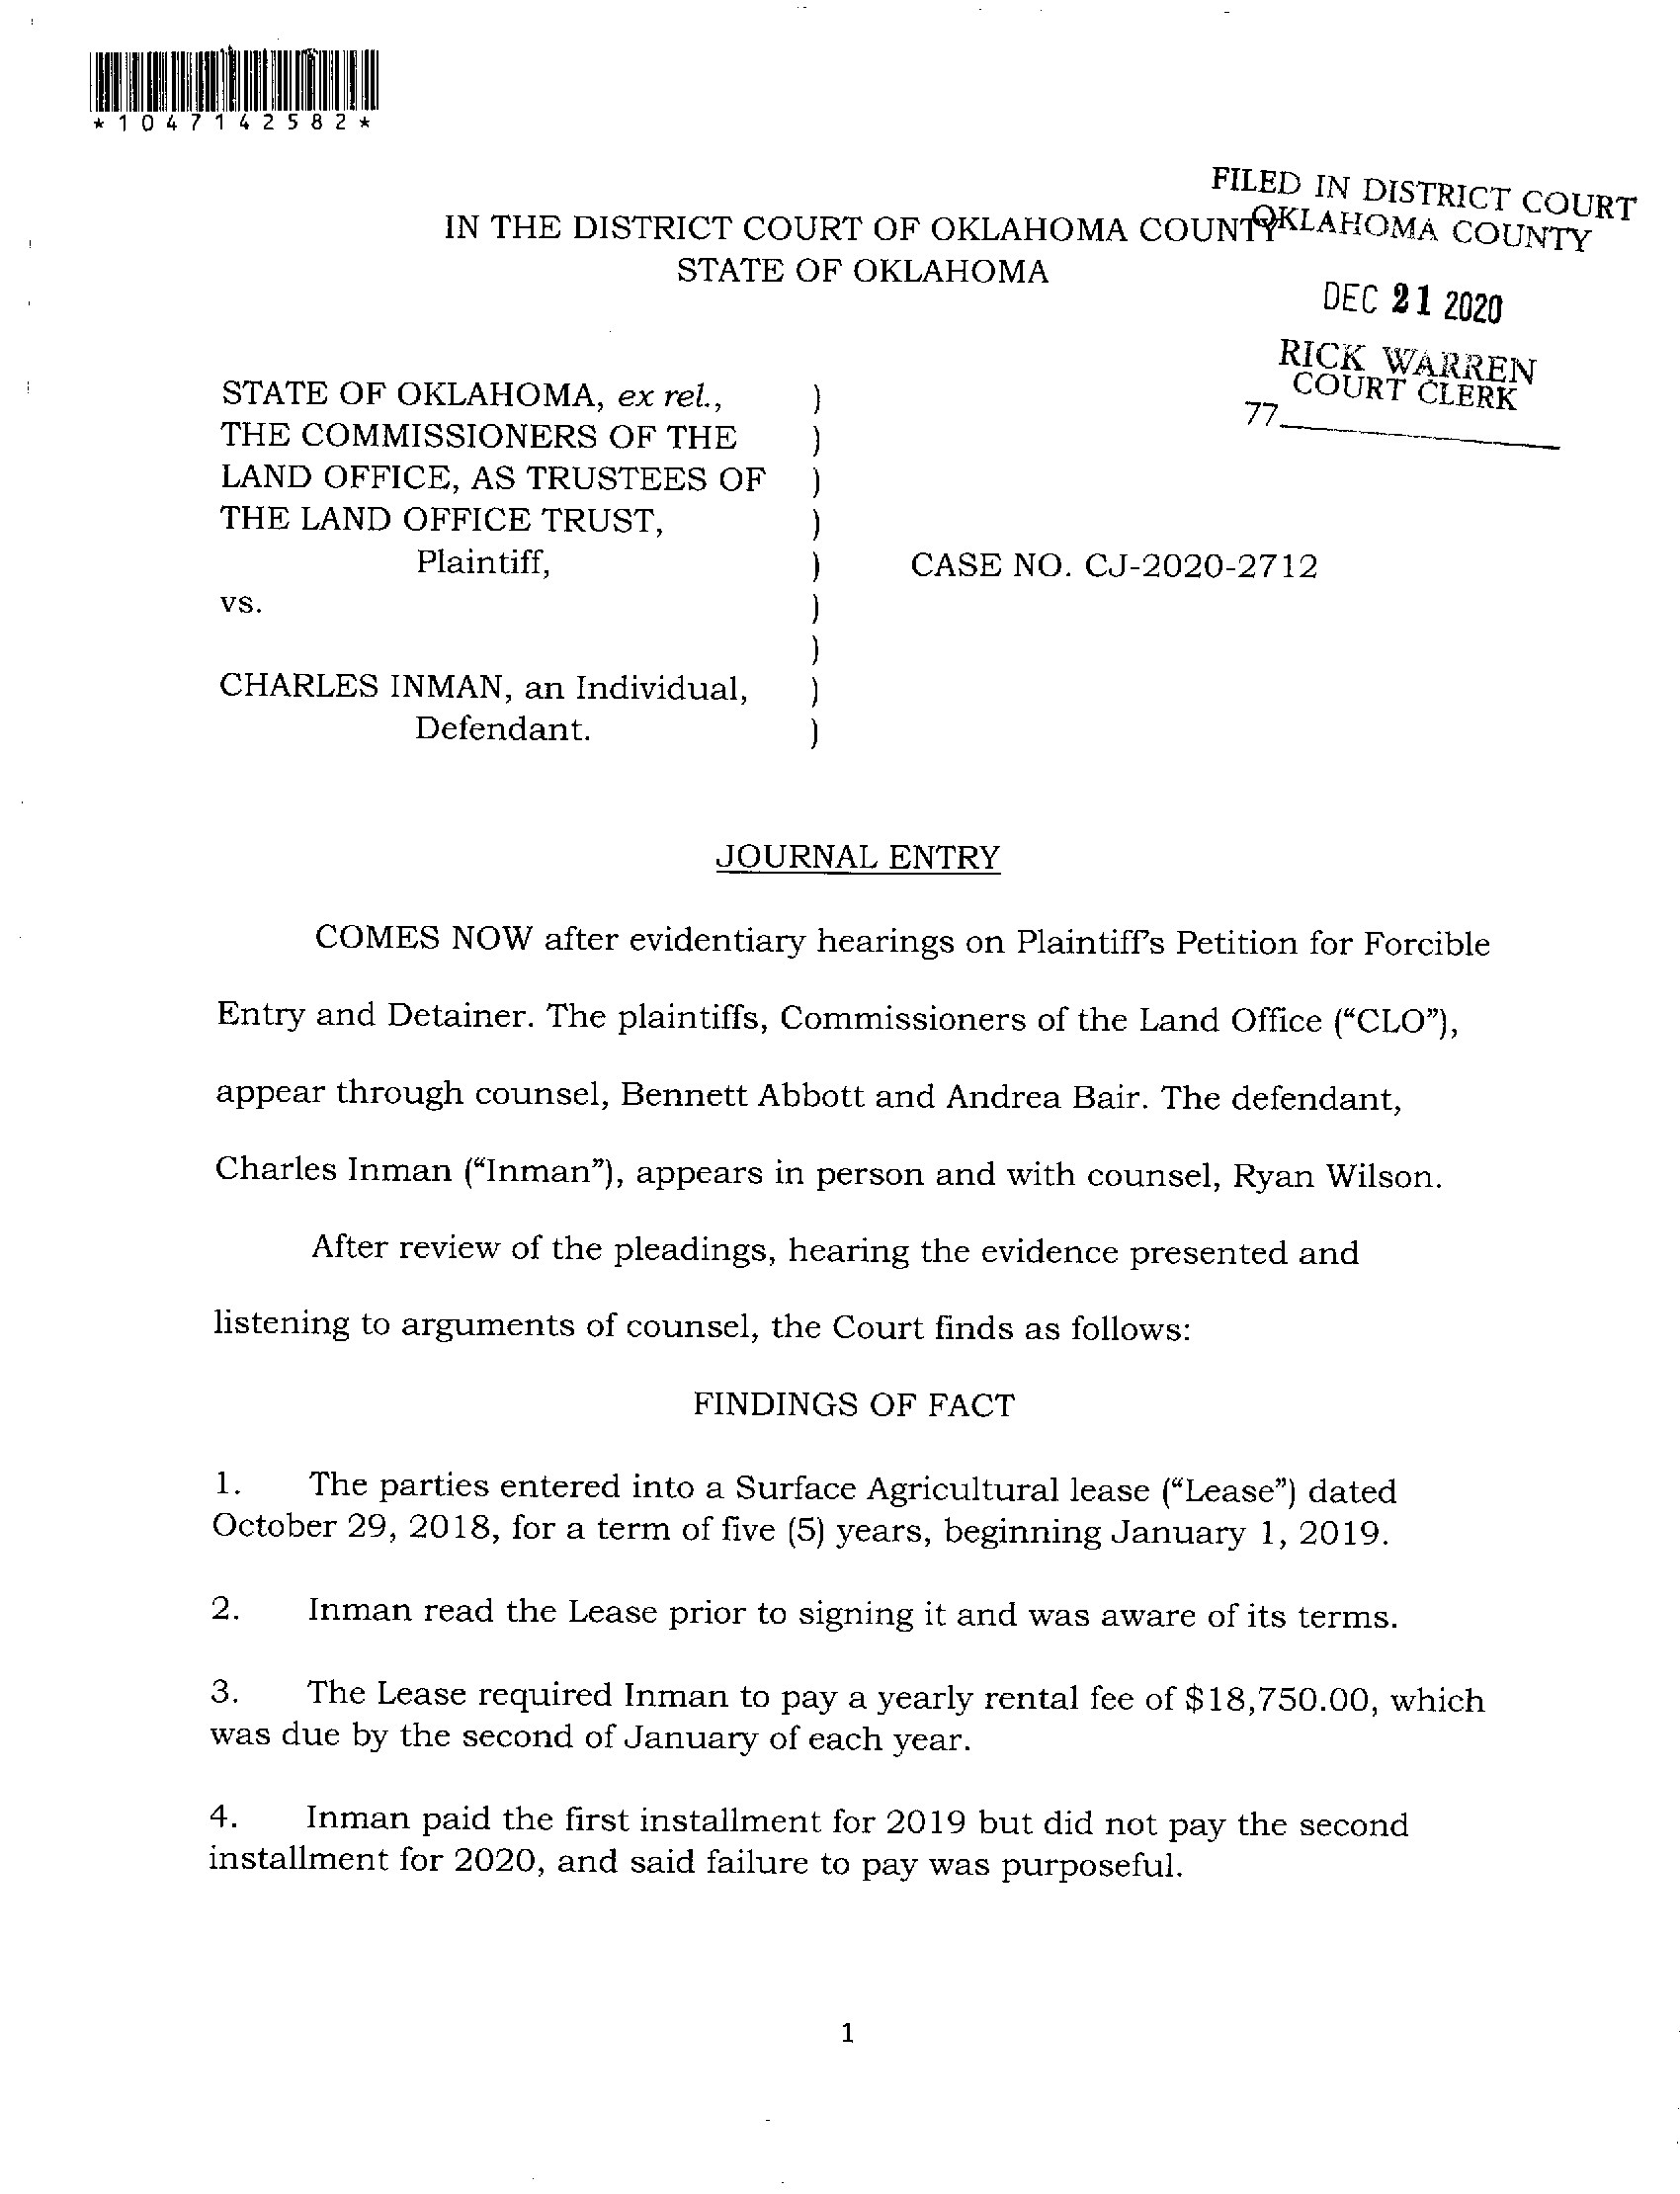 *1047142582*
FILED IN DISTRICT COURT
OKLAHOMA COUNTY
DEC 21 2020
RICK WARREN
COURT CLERK
77
IN THE DISTRICT COURT OF OKLAHOMA COUNTY
STATE OF OKLAHOMA
STATE OF OKLAHOMA, ex rel., )
THE COMMISSIONERS OF THE )
LAND OFFICE, AS TRUSTEES OF )
THE LAND OFFICE TRUST, )
Plaintiff, ) CASE NO. CJ-2020-2712
vs. )
)
CHARLES INMAN, an Individual, )
Defendant. )
JOURNAL ENTRY
COMES NOW after evidentiary hearings on Plaintiff's Petition for Forcible
Entry and Detainer. The plaintiffs, Commissioners of the Land Office ("CLO"),
appear through counsel, Bennett Abbott and Andrea Bair. The defendant,
Charles Inman ("Inman"), appears in person and with counsel, Ryan Wilson.
After review of the pleadings, hearing the evidence presented and
listening to arguments of counsel, the Court finds as follows:
FINDINGS OF FACT
1. The parties entered into a Surface Agricultural lease ("Lease") dated
October 29, 2018, for a term of five (5) years, beginning January 1, 2019.
2. Inman read the Lease prior to signing it and was aware of its terms.
3. The Lease required Inman to pay a yearly rental fee of $18,750.00, which
was due by the second of January of each year.
4. Inman paid the first installment for 2019 but did not pay the second
installment for 2020, and said failure to pay was purposeful.
1